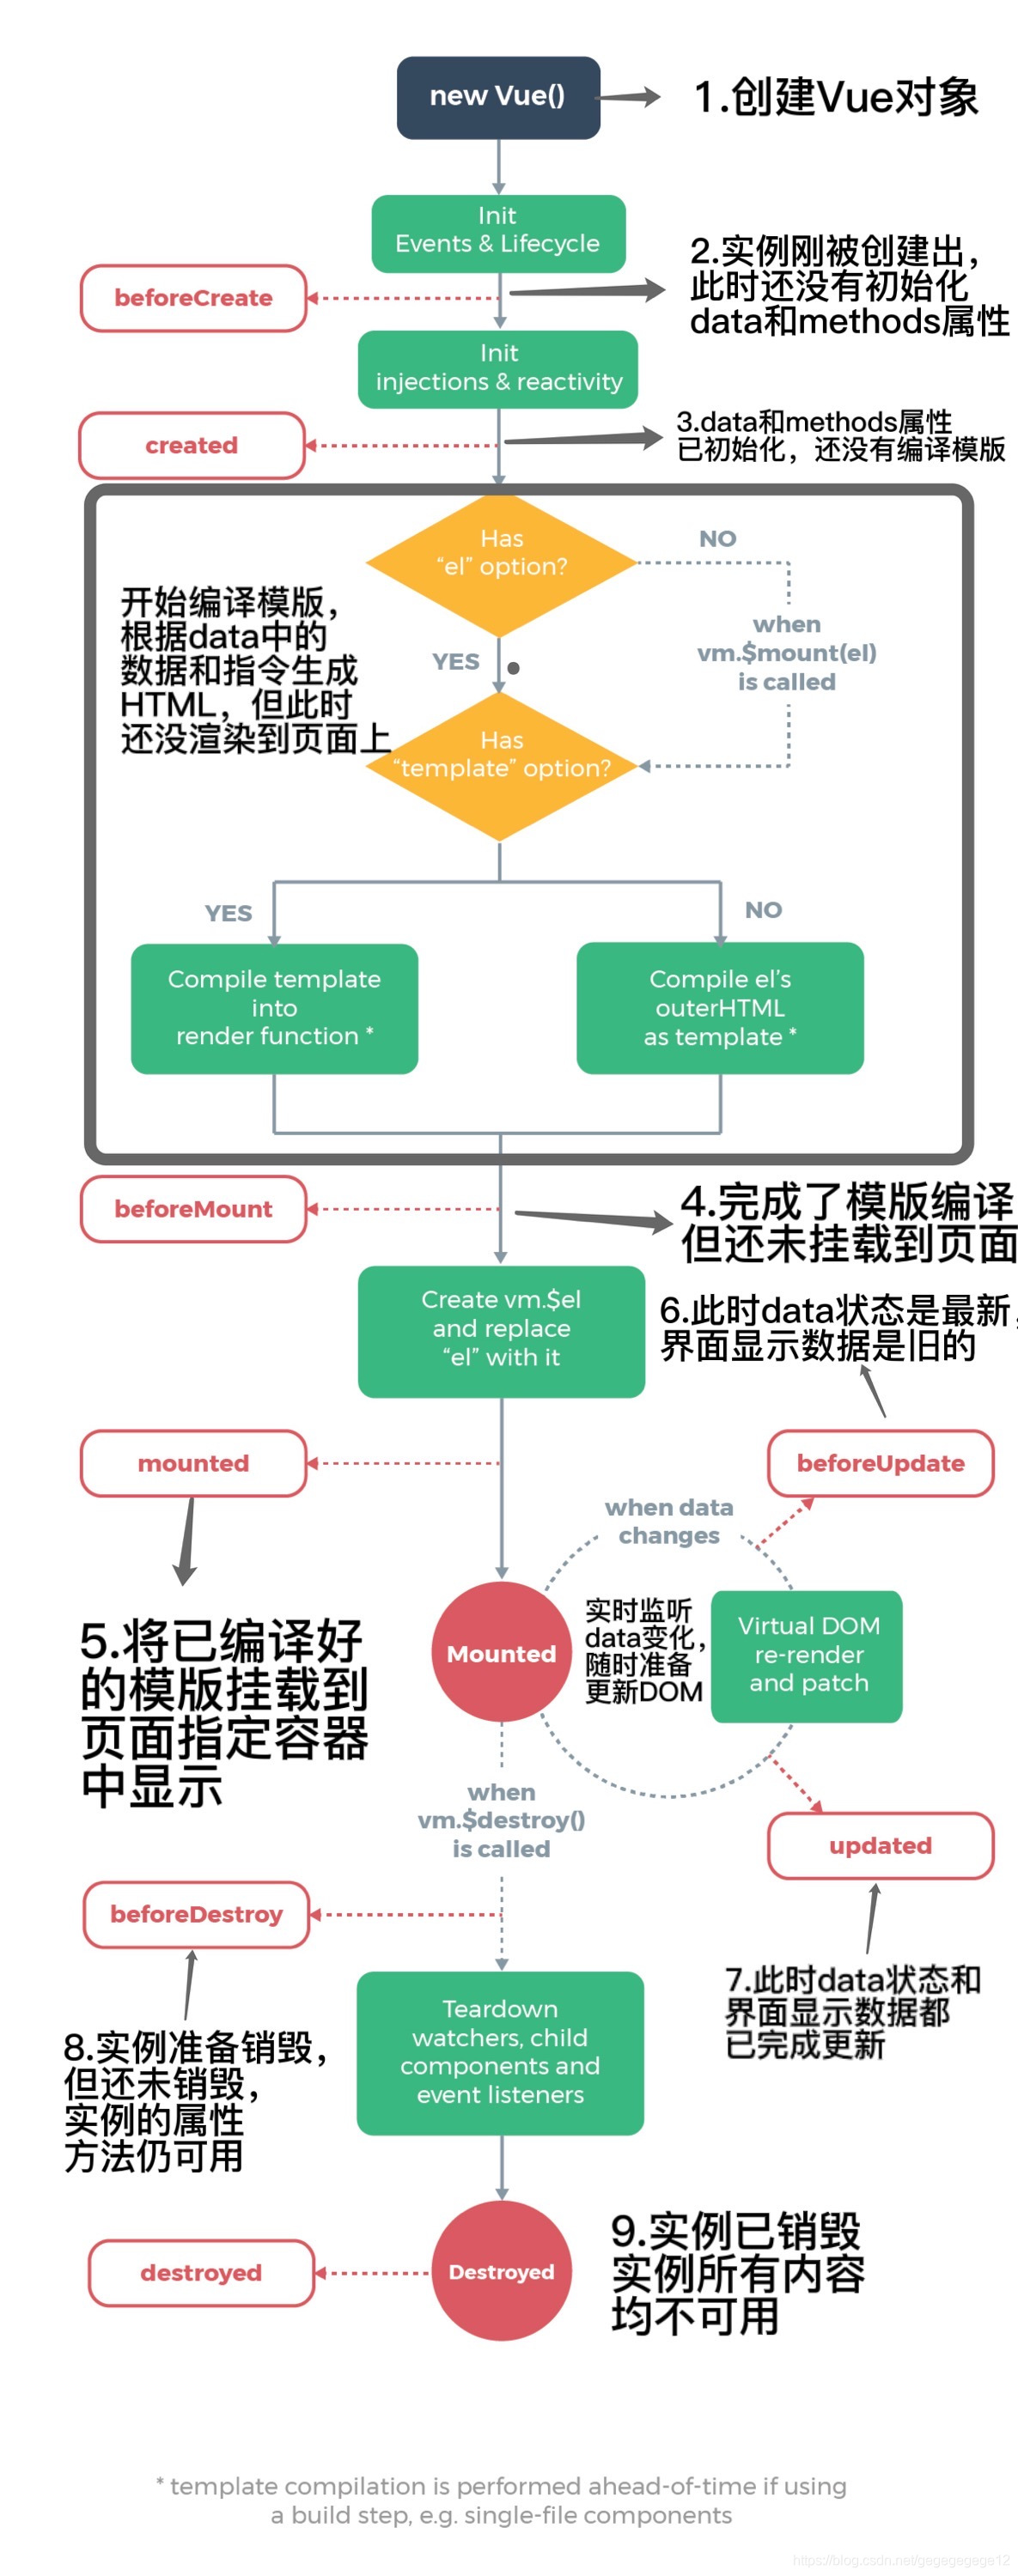 new Vue()
1.创建Vue对象
Init
Events & Lifecycle
2.实例刚被创建出，
此时还没有初始化
data和methods属性
beforeCreate
Init
injections & reactivity
3.data和methods属性
已初始化，还没有编译模版
created
Has
“el” option?
NO
开始编译模版，
根据data中的
数据和指令生成
HTML，但此时
还没渲染到页面上
when
vm.$mount(el)
is called
YES
Has
“template” option?
YES
NO
Compile template
into
render function *
Compile el’s
outerHTML
as template *
beforeMount
4.完成了模版编译
但还未挂载到页面
Create vm.$el
and replace
“el” with it
6.此时data状态是最新，
界面显示数据是旧的
mounted
beforeUpdate
when data
changes
5.将已编译好
的模版挂载到
页面指定容器
中显示
Mounted
实时监听
data变化，
随时准备
更新DOM
Virtual DOM
re-render
and patch
when
vm.$destroy()
is called
updated
beforeDestroy
7.此时data状态和
界面显示数据都
已完成更新
8.实例准备销毁，
但还未销毁，
实例的属性
方法仍可用
Teardown
watchers, child
components and
event listeners
destroyed
Destroyed
9.实例已销毁
实例所有内容
均不可用
* template compilation is performed ahead-of-time if using
a build step, e.g. single-file components
https://blog.csdn.net/gegegegege12